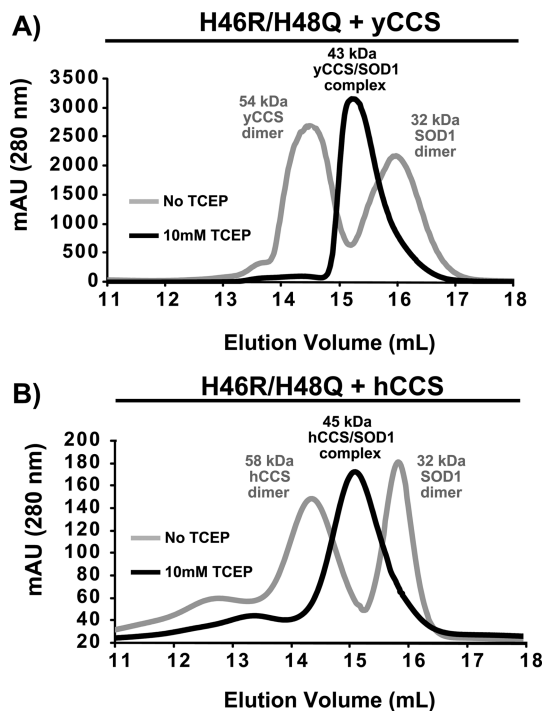 A)
H46R/H48Q + yCCS
43 kDa
yCCS/SOD1
complex
54 kDa
yCCS
dimer
32 kDa
SOD1
dimer
mAU (280 nm)
3500
3000
2500
2000
1500
1000
500
0
No TCEP
10mM TCEP
11 12 13 14 15 16 17 18
Elution Volume (mL)
B)
H46R/H48Q + hCCS
45 kDa
hCCS/SOD1
complex
58 kDa
hCCS
dimer
32 kDa
SOD1
dimer
mAU (280 nm)
200
180
160
140
120
100
80
60
40
20
No TCEP
10mM TCEP
11 12 13 14 15 16 17 18
Elution Volume (mL)